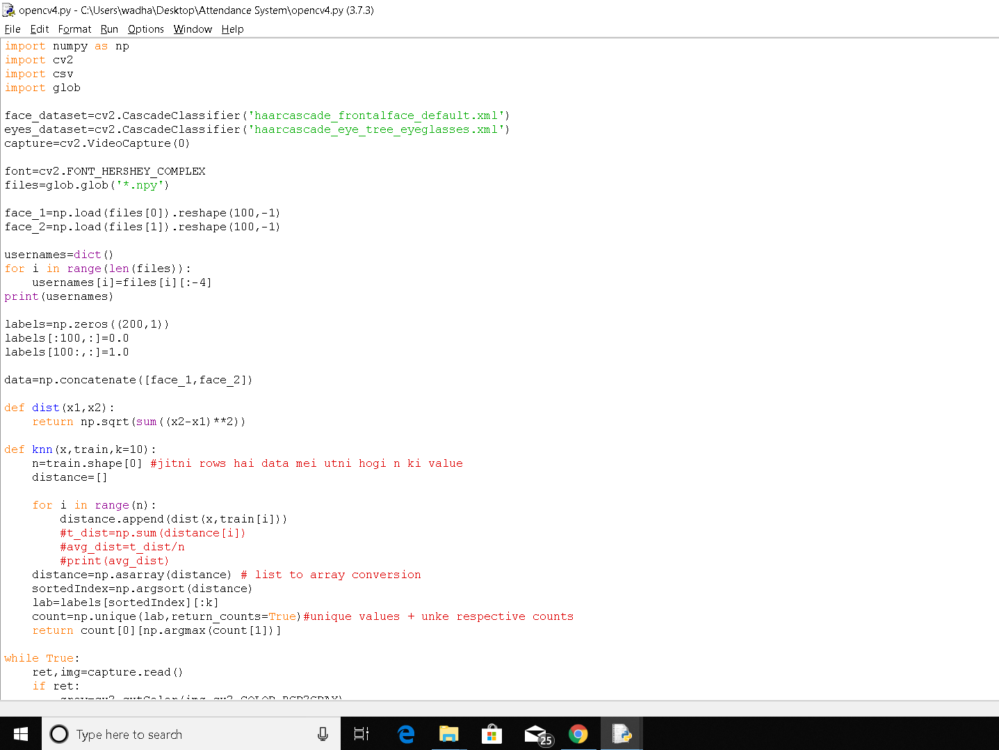 opencv4.py - C:\Users\wadha\Desktop\Attendance System\opencv4.py (3.7.3)
File Edit Format Run Options Window Help
import numpy as np
import cv2
import csv
import glob

face_dataset=cv2.CascadeClassifier('haarcascade_frontalface_default.xml')
eyes_dataset=cv2.CascadeClassifier('haarcascade_eye_tree_eyeglasses.xml')
capture=cv2.VideoCapture(0)

font=cv2.FONT_HERSHEY_COMPLEX
files=glob.glob('*.npy')

face_1=np.load(files[0]).reshape(100,-1)
face_2=np.load(files[1]).reshape(100,-1)

usernames=dict()
for i in range(len(files)):
    usernames[i]=files[i][:-4]
print(usernames)

labels=np.zeros((200,1))
labels[:100,:]=0.0
labels[100:,:]=1.0

data=np.concatenate([face_1,face_2])

def dist(x1,x2):
    return np.sqrt(sum((x2-x1)**2))

def knn(x,train,k=10):
    n=train.shape[0] #jitni rows hai data mei utni hogi n ki value
    distance=[]

    for i in range(n):
        distance.append(dist(x,train[i]))
        #t_dist=np.sum(distance[i])
        #avg_dist=t_dist/n
        #print(avg_dist)
    distance=np.asarray(distance) # list to array conversion
    sortedIndex=np.argsort(distance)
    lab=labels[sortedIndex][:k]
    count=np.unique(lab,return_counts=True)#unique values + unke respective counts
    return count[0][np.argmax(count[1])]

while True:
    ret,img=capture.read()
    if ret:
        gray=cv2.cvtColor(img,cv2.COLOR_BGR2GRAY)
Type here to search
25